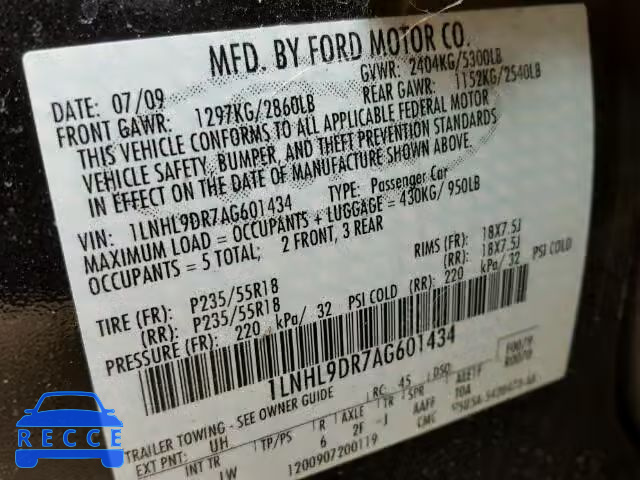 MFD. BY FORD MOTOR CO.
DATE: 07/09 GVWR: 2404KG/5300LB
FRONT GAWR: 1297KG/2860LB REAR GAWR: 1152KG/2540LB
THIS VEHICLE CONFORMS TO ALL APPLICABLE FEDERAL MOTOR
VEHICLE SAFETY, BUMPER, AND THEFT PREVENTION STANDARDS
IN EFFECT ON THE DATE OF MANUFACTURE SHOWN ABOVE.
VIN: 1LNHL9DR7AG601434 TYPE: Passenger Car
MAXIMUM LOAD = OCCUPANTS + LUGGAGE = 430KG/ 950LB
OCCUPANTS = 5 TOTAL; 2 FRONT, 3 REAR
TIRE (FR): P235/55R18 RIMS (FR): 18X7.5J
(RR): P235/55R18 (RR): 18X7.5J
PRESSURE (FR): 220 kPa/ 32 PSI COLD (RR): 220 kPa/ 32 PSI COLD
1LNHL9DR7AG601434
TRAILER TOWING - SEE OWNER GUIDE RC: 45 DSO:
EXT PNT: UH TP/PS R AXLE TR SPR
INT TR 6 2F -J AAFF 10A
LW 1200907200119 CMC
RECCE